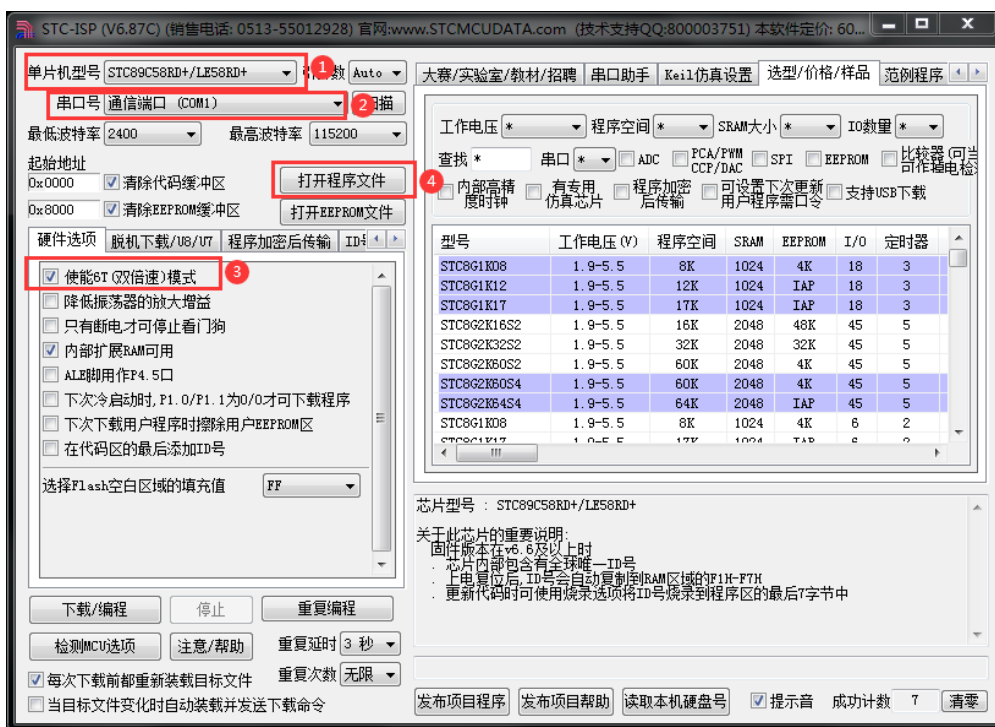 STC-ISP (V6.87C) (销售电话: 0513-55012928) 官网:www.STCMCUDATA.com (技术支持QQ:800003751) 本软件定价: 60...
单片机型号 STC89C58RD+/LE58RD+ 1 数 Auto
串口号 通信端口 (COM1) 2 描
最低波特率 2400 最高波特率 115200
起始地址
0x0000 清除代码缓冲区 打开程序文件 4
0x8000 清除EEPROM缓冲区 打开EEPROM文件
硬件选项 脱机下载/U8/U7 程序加密后传输
使能6T(双倍速)模式 3
降低振荡器的放大增益
只有断电才可停止看门狗
内部扩展RAM可用
ALE脚用作P4.5口
下次冷启动时,P1.0/P1.1为0/0才可下载程序
下次下载用户程序时擦除用户EEPROM区
在代码区的最后添加ID号
选择Flash空白区域的填充值 FF
下载/编程 停止 重复编程
检测MCU选项 注意/帮助 重复延时 3 秒
每次下载前都重新装载目标文件 重复次数 无限
当目标文件变化时自动装载并发送下载命令
大赛/实验室/教材/招聘 串口助手 Keil仿真设置 选型/价格/样品 范例程序
工作电压 * 程序空间 * SRAM大小 * IO数量 *
查找 * 串口 * ADC PCA/PWM CCP/DAC SPI EEPROM 比较器(可当可作掉电检
内部高精度时钟 有专用仿真芯片 程序加密后传输 可设置下次更新用户程序需口令 支持USB下载
型号 工作电压(V) 程序空间 SRAM EEPROM I/O 定时器
STC8G1K08 1.9-5.5 8K 1024 4K 18 3
STC8G1K12 1.9-5.5 12K 1024 IAP 18 3
STC8G1K17 1.9-5.5 17K 1024 IAP 18 3
STC8G2K16S2 1.9-5.5 16K 2048 48K 45 5
STC8G2K32S2 1.9-5.5 32K 2048 32K 45 5
STC8G2K60S2 1.9-5.5 60K 2048 4K 45 5
STC8G2K60S4 1.9-5.5 60K 2048 4K 45 5
STC8G2K64S4 1.9-5.5 64K 2048 IAP 45 5
STC8G1K08 1.9-5.5 8K 1024 4K 6 2
STC8G1K17 1.9-5.5 17K 1024 IAP 6 2
芯片型号 : STC89C58RD+/LE58RD+
关于此芯片的重要说明:
固件版本在v6.6及以上时
. 芯片内部包含有全球唯一ID号
. 上电复位后,ID号会自动复制到RAM区域的F1H-F7H
. 更新代码时可使用烧录选项将ID号烧录到程序区的最后7字节中
发布项目程序 发布项目帮助 读取本机硬盘号 提示音 成功计数 7 清零